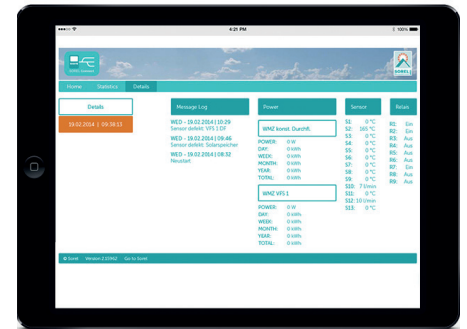 4:21 PM
100%
SOREL connect
SOREL
Home Statistics Details
Details
19.02.2014 | 09:34:13
Message Log
WED - 19.02.2014 | 10:29
Sensor defekt: VFS 1 DF
WED - 19.02.2014 | 09:46
Sensor defekt: Solarspeicher
WED - 19.02.2014 | 08:32
Neustart
Power
WMZ konst. Durchfl.
POWER: 0 W
DAY: 0 kWh
WEEK: 0 kWh
MONTH: 0 kWh
YEAR: 0 kWh
TOTAL: 0 kWh
WMZ VFS 1
POWER: 0 W
DAY: 0 kWh
WEEK: 0 kWh
MONTH: 0 kWh
YEAR: 0 kWh
TOTAL: 0 kWh
Sensor
S1: 0 °C
S2: 165 °C
S3: 0 °C
S4: 0 °C
S5: 0 °C
S6: 0 °C
S7: 0 °C
S8: 0 °C
S9: 0 °C
S10: 7 l/min
S11: 0 °C
S12: 10 l/min
S13: 0 °C
Relais
R1: Ein
R2: Ein
R3: Aus
R4: Aus
R5: Aus
R6: Aus
R7: Ein
R8: Aus
R9: Aus
© Sorel Version 2.10962 Go to Sorel